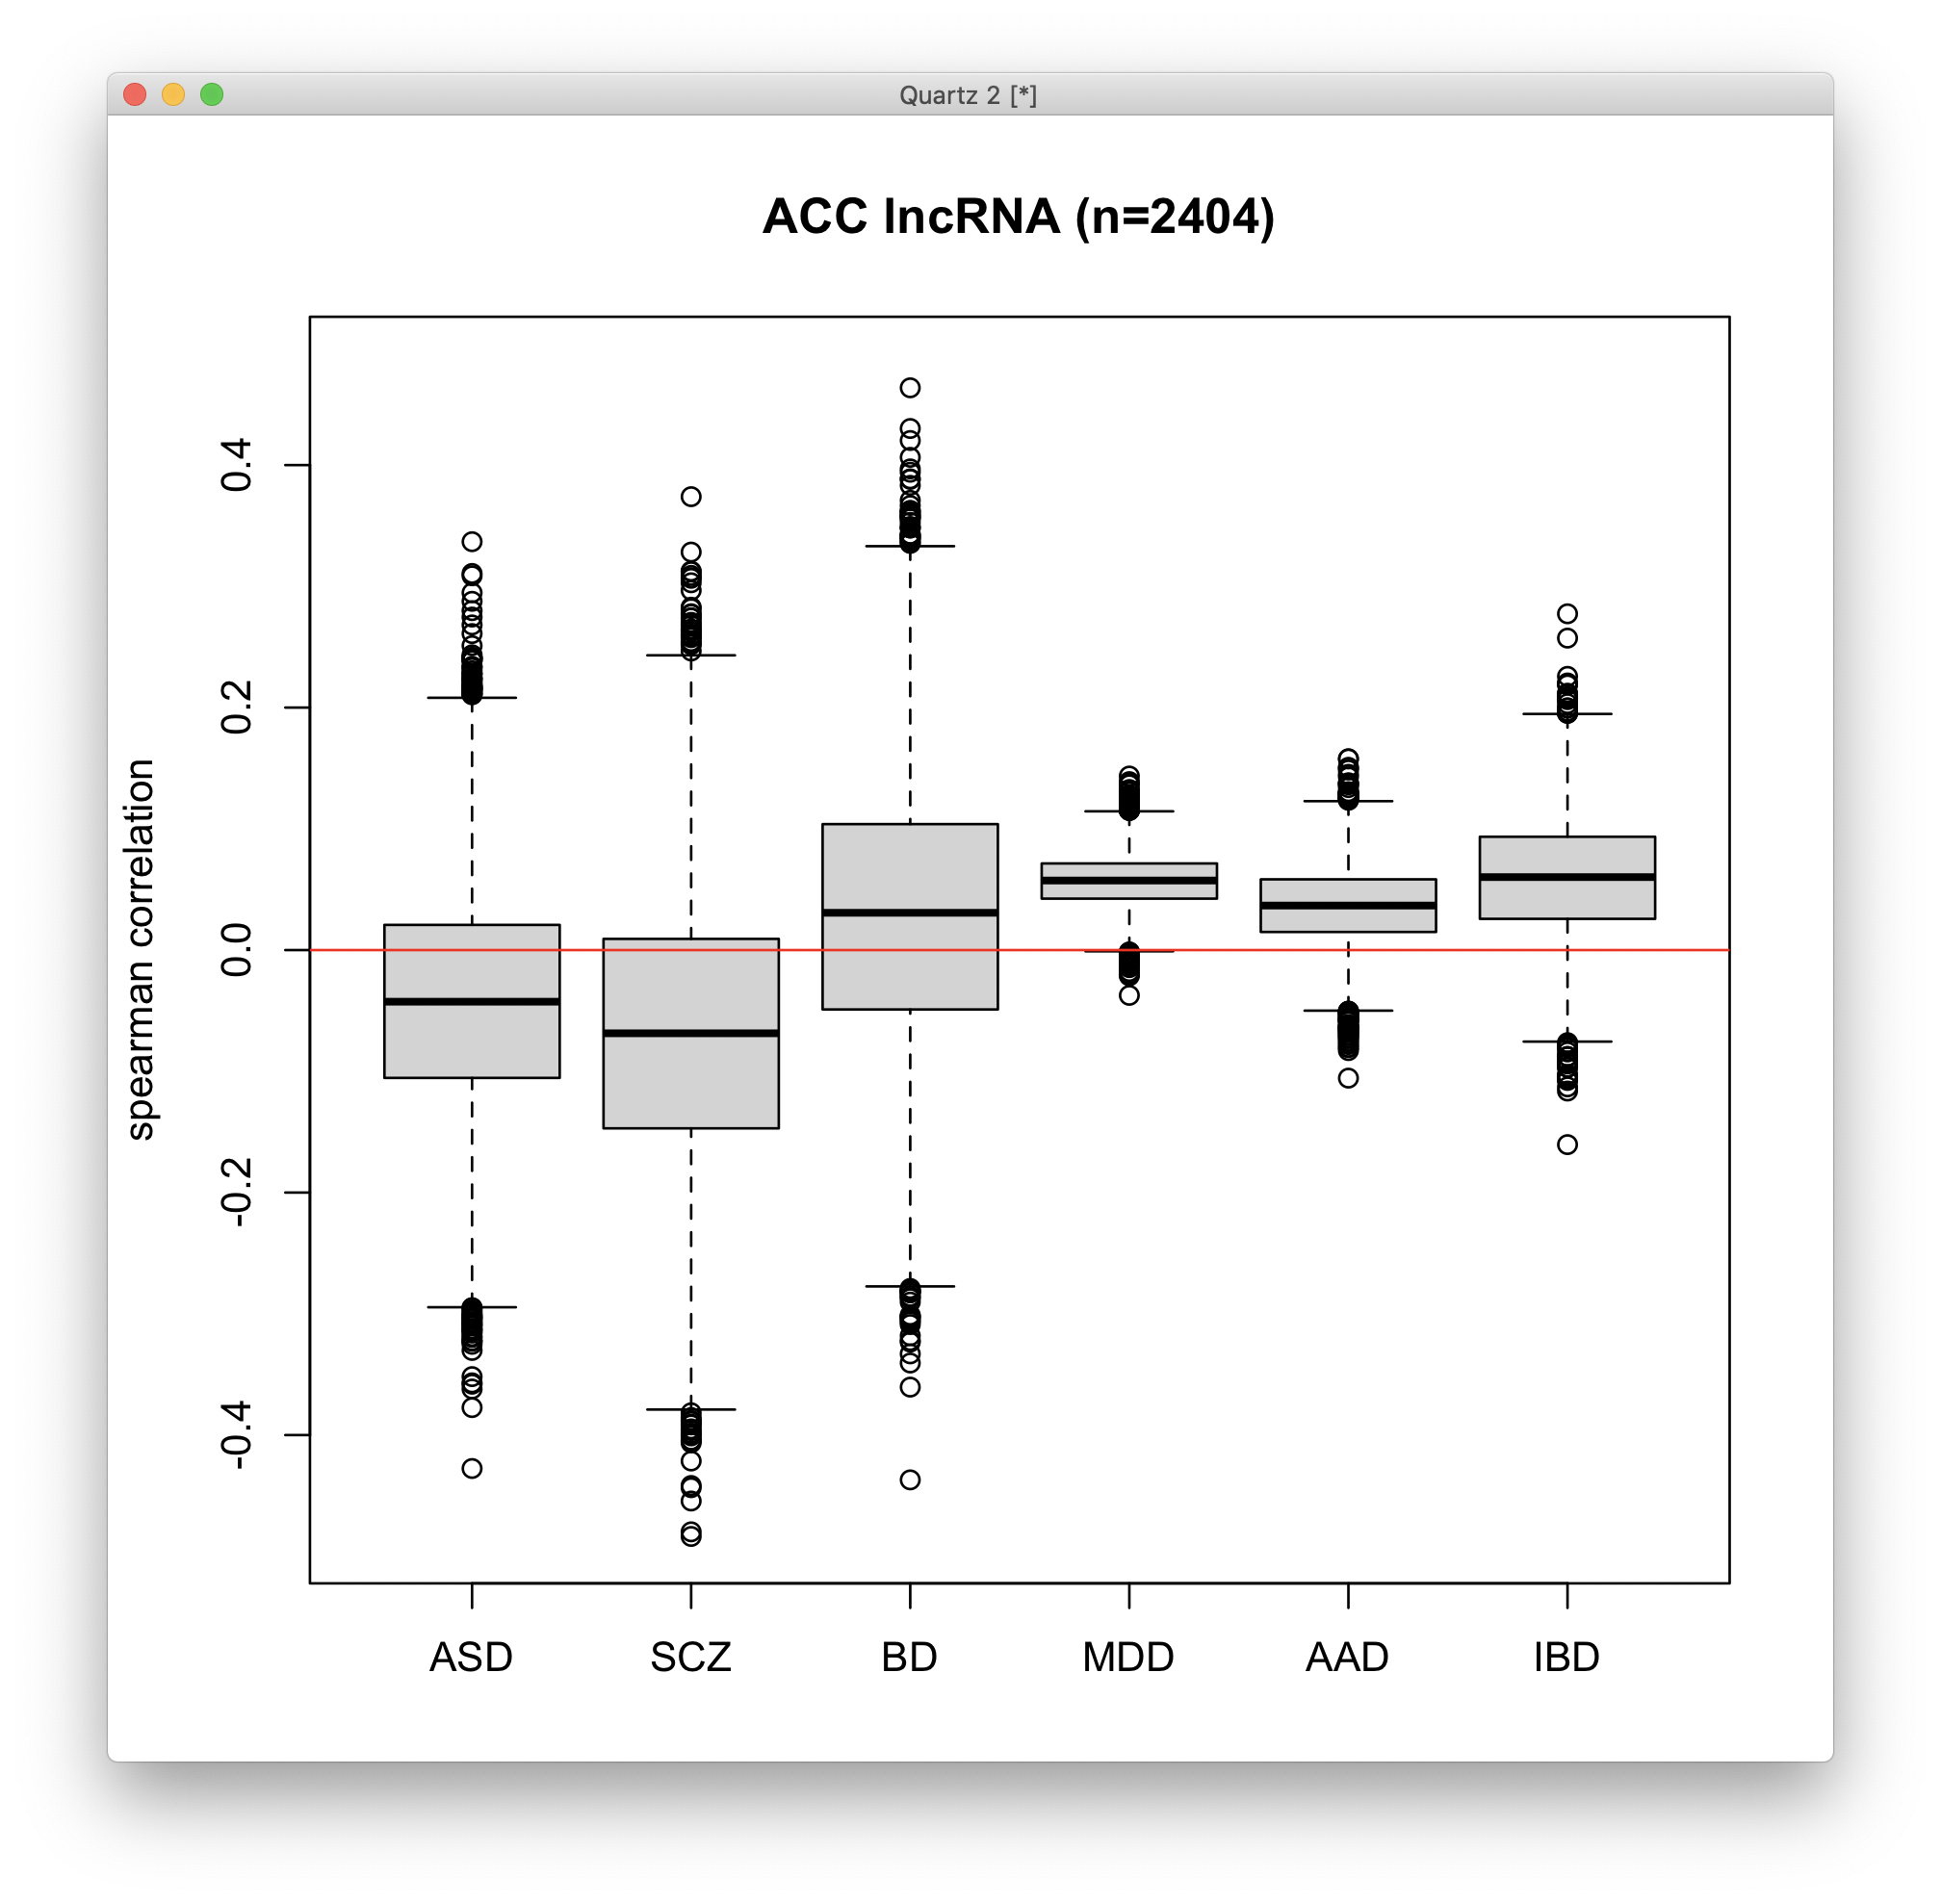 Quartz 2 [*]
ACC lncRNA (n=2404)
spearman correlation
0.4
0.2
0.0
-0.2
-0.4
ASD SCZ BD MDD AAD IBD